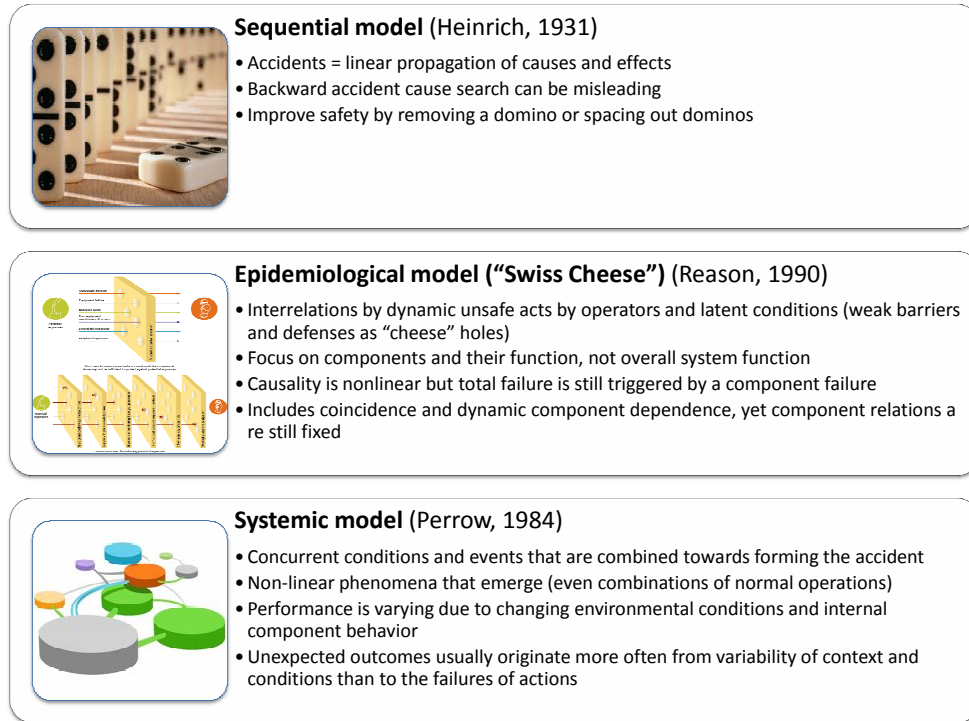 Sequential model (Heinrich, 1931)
• Accidents = linear propagation of causes and effects
• Backward accident cause search can be misleading
• Improve safety by removing a domino or spacing out dominos
Epidemiological model (“Swiss Cheese”) (Reason, 1990)
• Interrelations by dynamic unsafe acts by operators and latent conditions (weak barriers
and defenses as “cheese” holes)
• Focus on components and their function, not overall system function
• Causality is nonlinear but total failure is still triggered by a component failure
• Includes coincidence and dynamic component dependence, yet component relations a
re still fixed
Systemic model (Perrow, 1984)
• Concurrent conditions and events that are combined towards forming the accident
• Non-linear phenomena that emerge (even combinations of normal operations)
• Performance is varying due to changing environmental conditions and internal
component behavior
• Unexpected outcomes usually originate more often from variability of context and
conditions than to the failures of actions